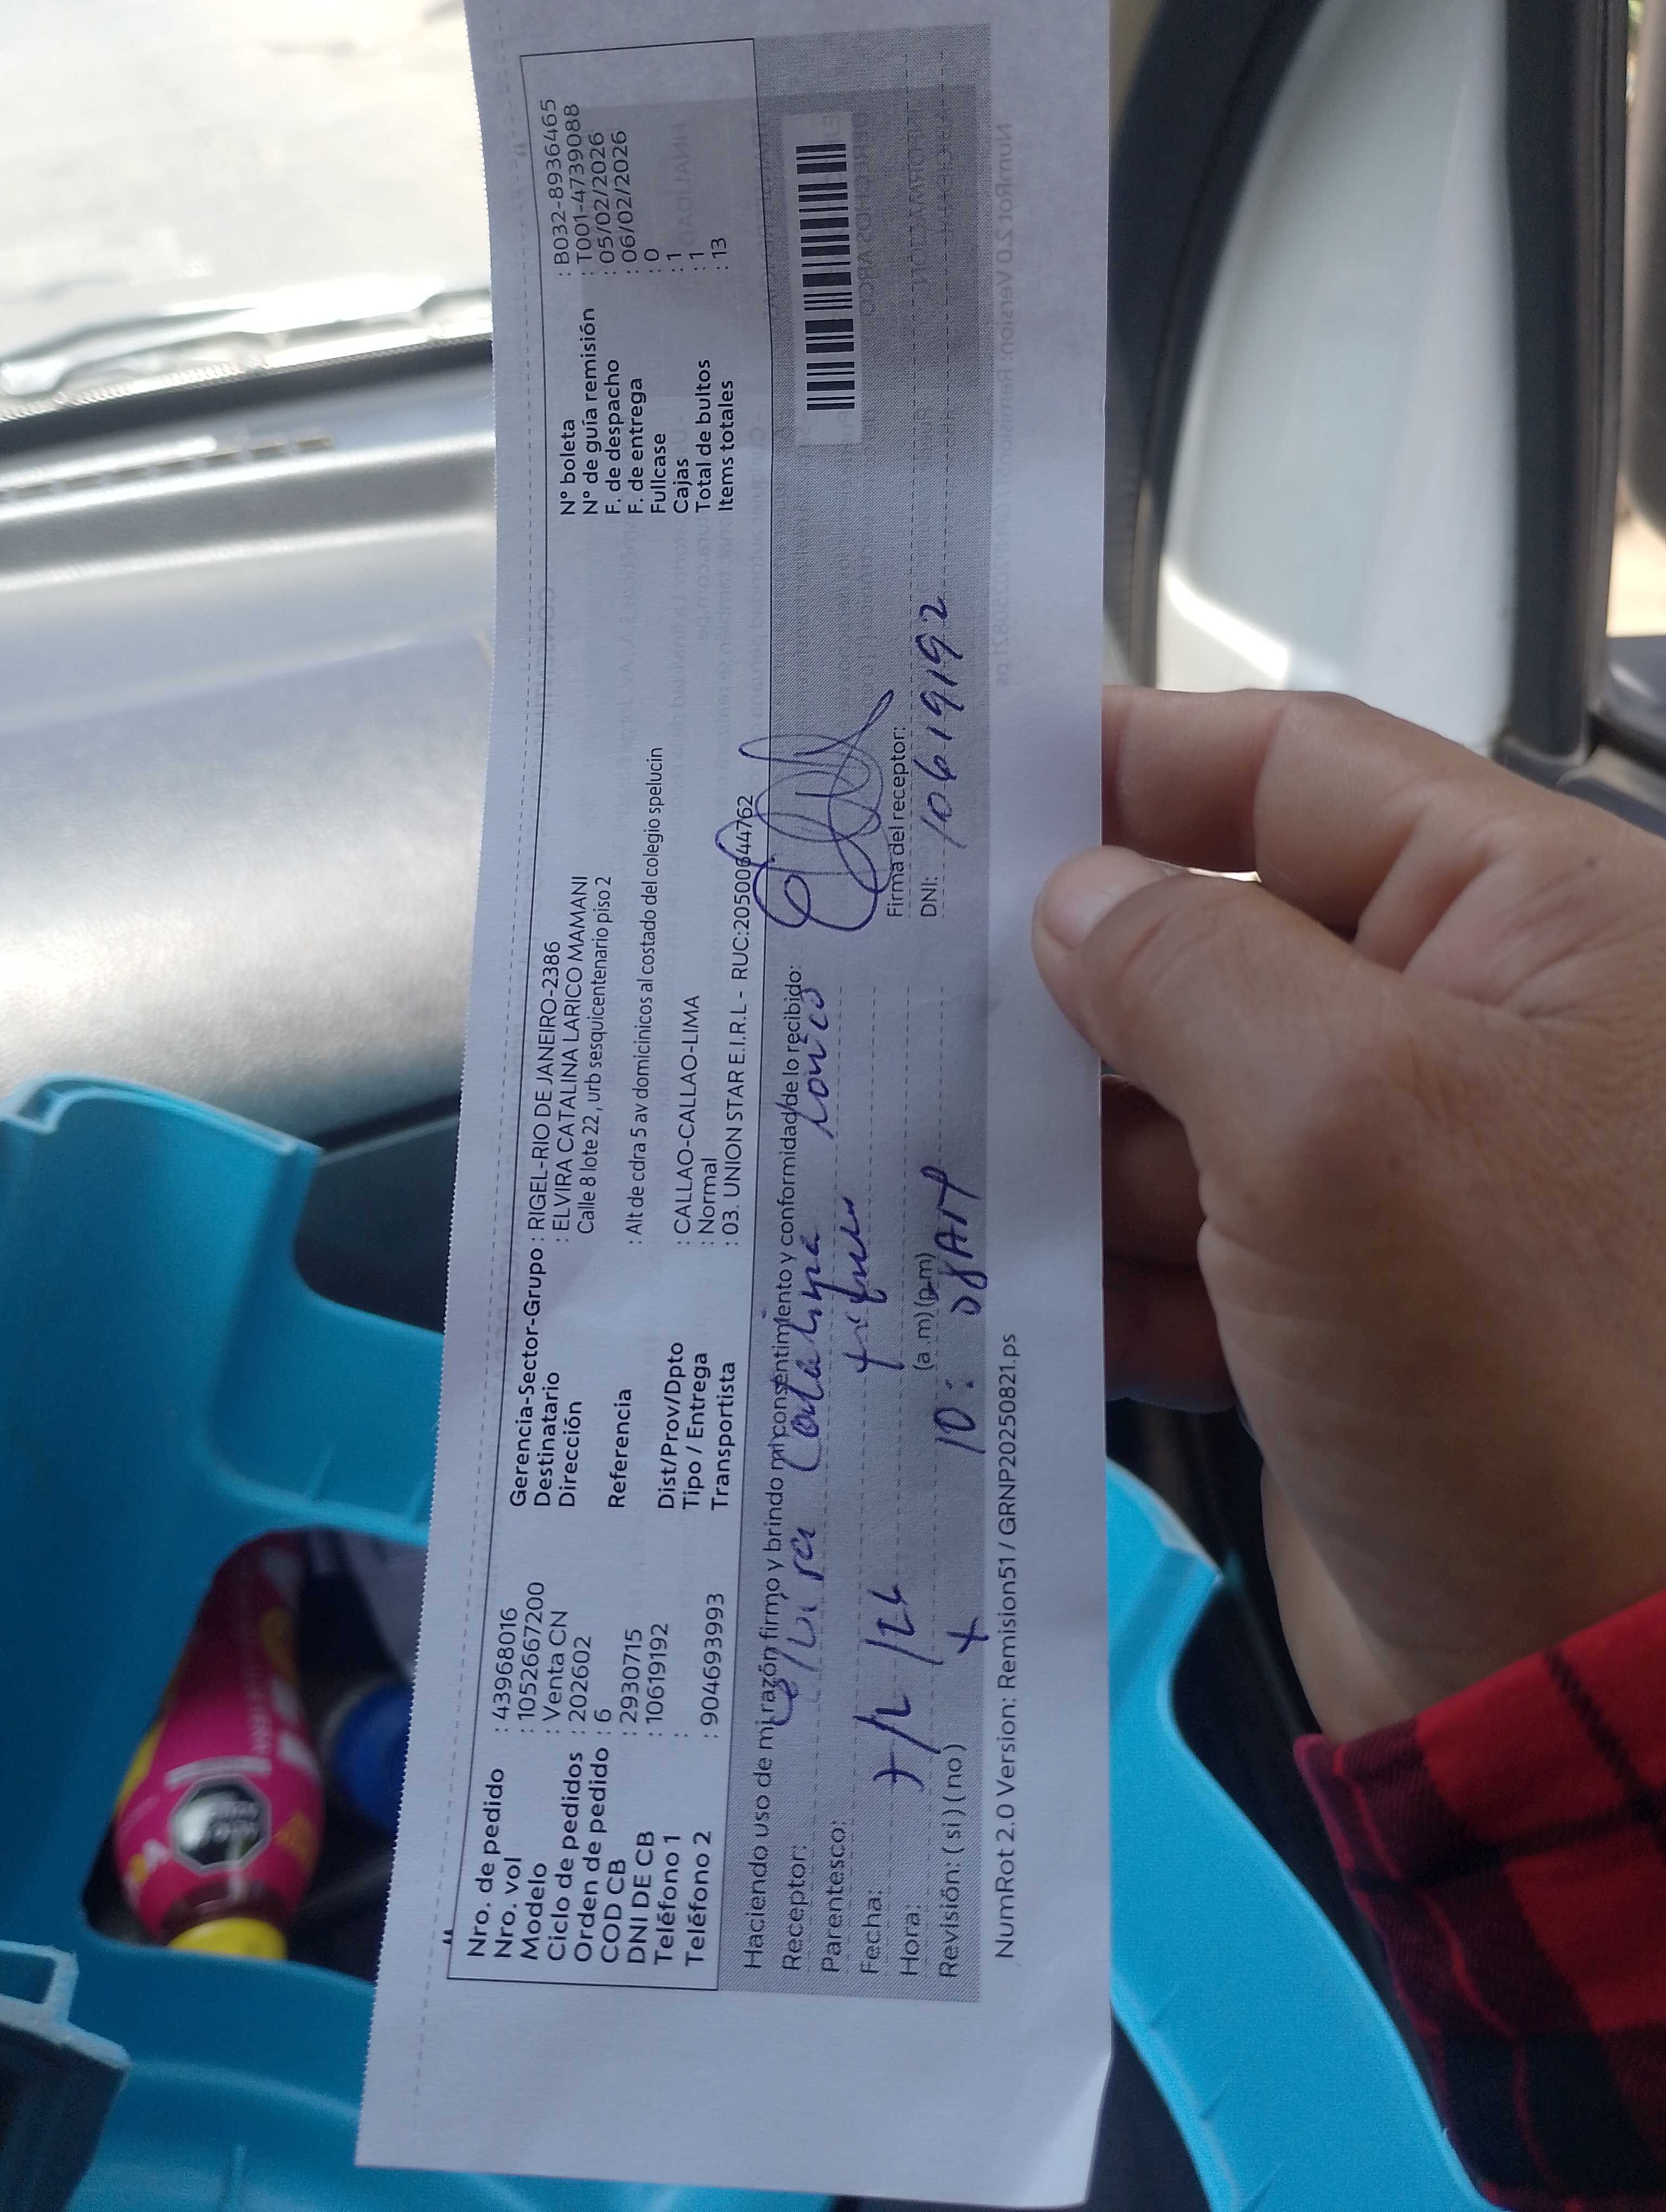 Nro. de pedido : 43968016
Nro. vol : 1052667200
Modelo : Venta CN
Ciclo de pedidos : 202602
Orden de pedido : 6
COD CB : 2930715
DNI DE CB : 10619192
Teléfono 1 :
Teléfono 2 : 904693993
Gerencia-Sector-Grupo : RIGEL-RIO DE JANEIRO-2386
Destinatario : ELVIRA CATALINA LARICO MAMANI
Dirección Calle 8 lote 22, urb sesquicentenario piso 2
Referencia : Alt de cdra 5 av domicinicos al costado del colegio spelucin
Dist/Prov/Dpto : CALLAO-CALLAO-LIMA
Tipo / Entrega : Normal
Transportista : 03. UNION STAR E.I.R.L - RUC:20500644762
N° boleta : B032-8936465
N° de guía remisión : T001-4739088
F. de despacho : 05/02/2026
F. de entrega : 06/02/2026
Fullcase : 0
Cajas : 1
Total de bultos : 1
Items totales : 13
Haciendo uso de mi razón firmo y brindo mi consentimiento y conformidad de lo recibido:
Receptor: Elvira Catalina
Parentesco:
Fecha:
Hora: 10: (a .m) (p-m)
Revisión: ( si ) ( no )
Firma del receptor:
DNI: 10619192
NumRot 2.0 Version: Remision51 / GRNP20250821.ps